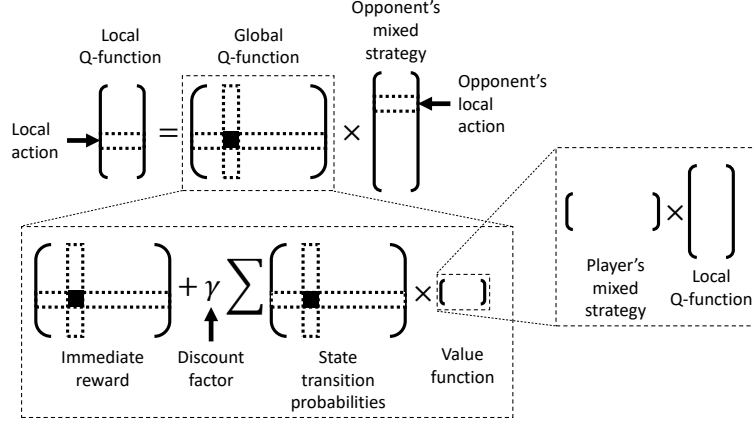 Local
Q-function
Global
Q-function
Opponent's
mixed
strategy
Local
action
=
×
Opponent's
local
action
+ γ ∑
×
Immediate
reward
Discount
factor
State
transition
probabilities
Value
function
×
Player's
mixed
strategy
Local
Q-function